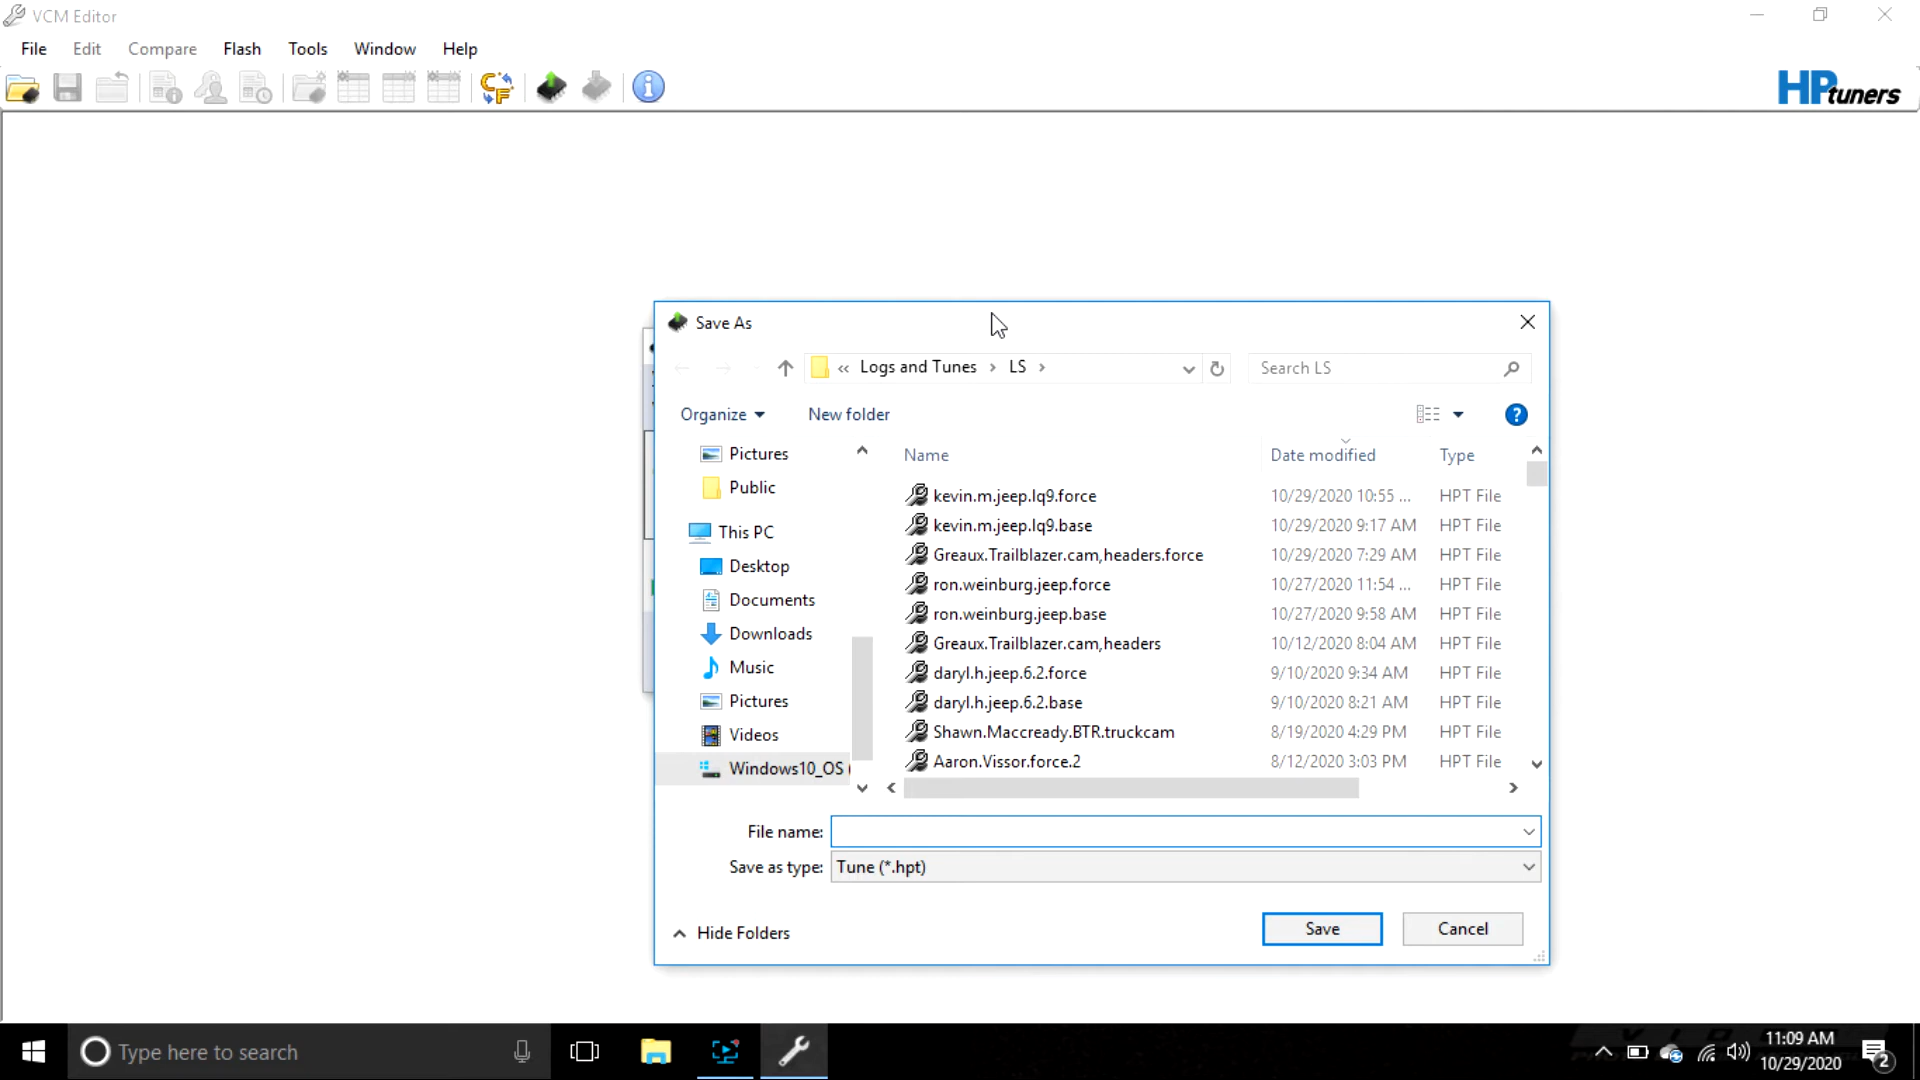 VCM Editor
File Edit Compare Flash Tools Window Help
HPtuners
Save As
« Logs and Tunes > LS > Search LS
Organize New folder
Pictures
Public
This PC
Desktop
Documents
Downloads
Music
Pictures
Videos
Windows10_OS (
Name Date modified Type
kevin.m.jeep.lq9.force 10/29/2020 10:55 ... HPT File
kevin.m.jeep.lq9.base 10/29/2020 9:17 AM HPT File
Greaux.Trailblazer.cam,headers.force 10/29/2020 7:29 AM HPT File
ron.weinburg.jeep.force 10/27/2020 11:54 ... HPT File
ron.weinburg.jeep.base 10/27/2020 9:58 AM HPT File
Greaux.Trailblazer.cam,headers 10/12/2020 8:04 AM HPT File
daryl.h.jeep.6.2.force 9/10/2020 9:34 AM HPT File
daryl.h.jeep.6.2.base 9/10/2020 8:21 AM HPT File
Shawn.Maccready.BTR.truckcam 8/19/2020 4:29 PM HPT File
Aaron.Vissor.force.2 8/12/2020 3:03 PM HPT File
File name:
Save as type: Tune (*.hpt)
Hide Folders Save Cancel
Type here to search
11:09 AM
10/29/2020
2